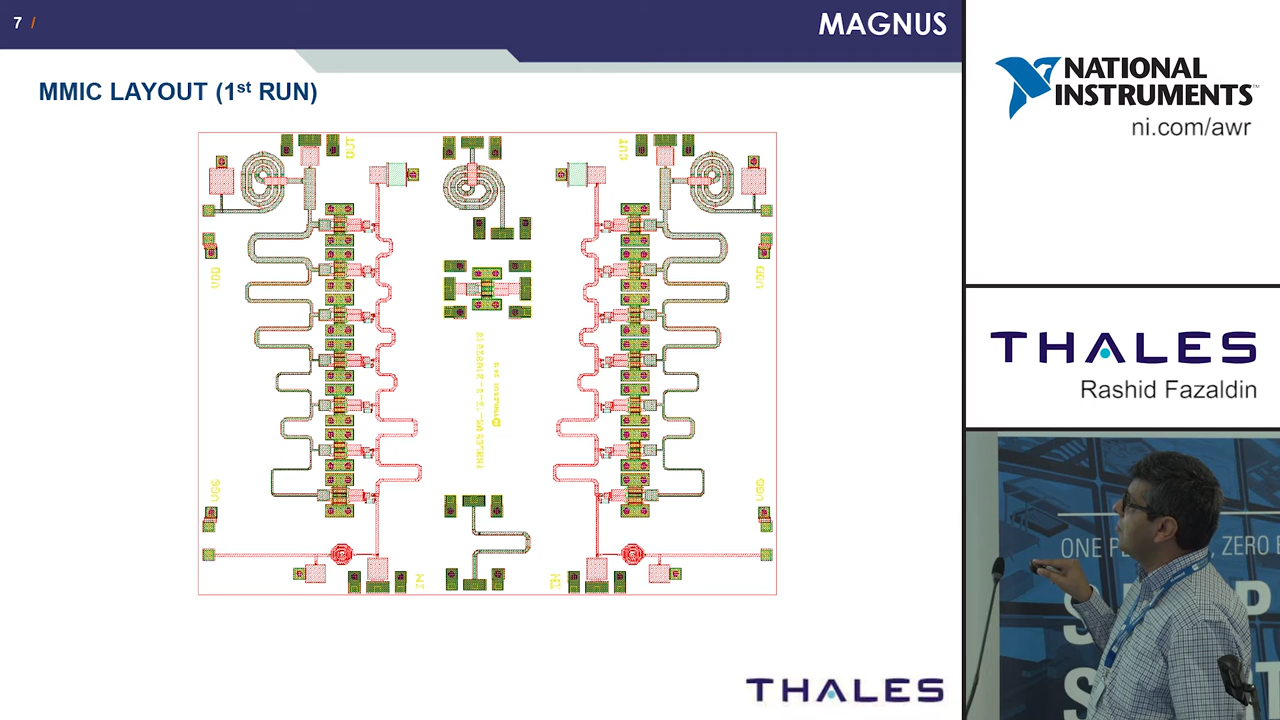 7 /
MAGNUS
MMIC LAYOUT (1st RUN)
OUT
OUT
VDD
VDD
VGG
VGG
IN
IN
THALES
NATIONAL
INSTRUMENTS™
ni.com/awr
THALES
Rashid Fazaldin